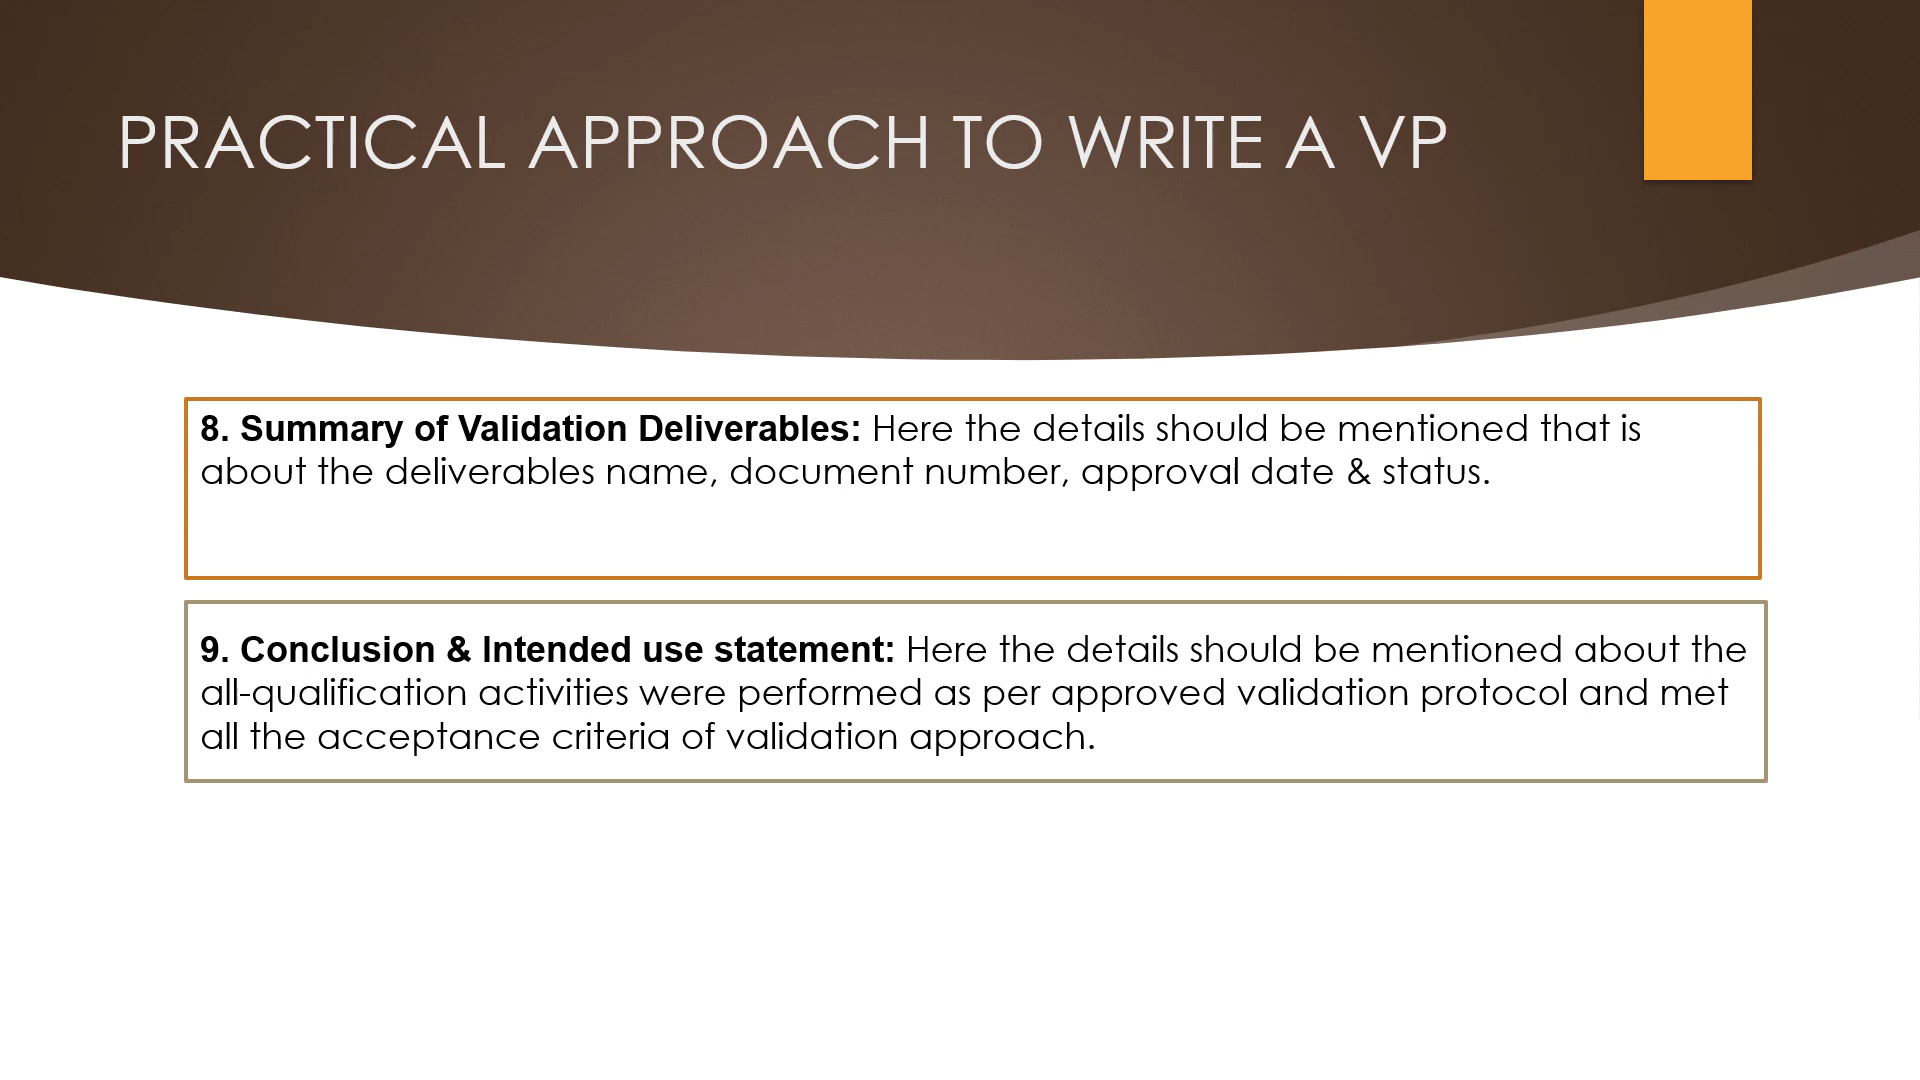 PRACTICAL APPROACH TO WRITE A VP
8. Summary of Validation Deliverables: Here the details should be mentioned that is
about the deliverables name, document number, approval date & status.
9. Conclusion & Intended use statement: Here the details should be mentioned about the
all-qualification activities were performed as per approved validation protocol and met
all the acceptance criteria of validation approach.